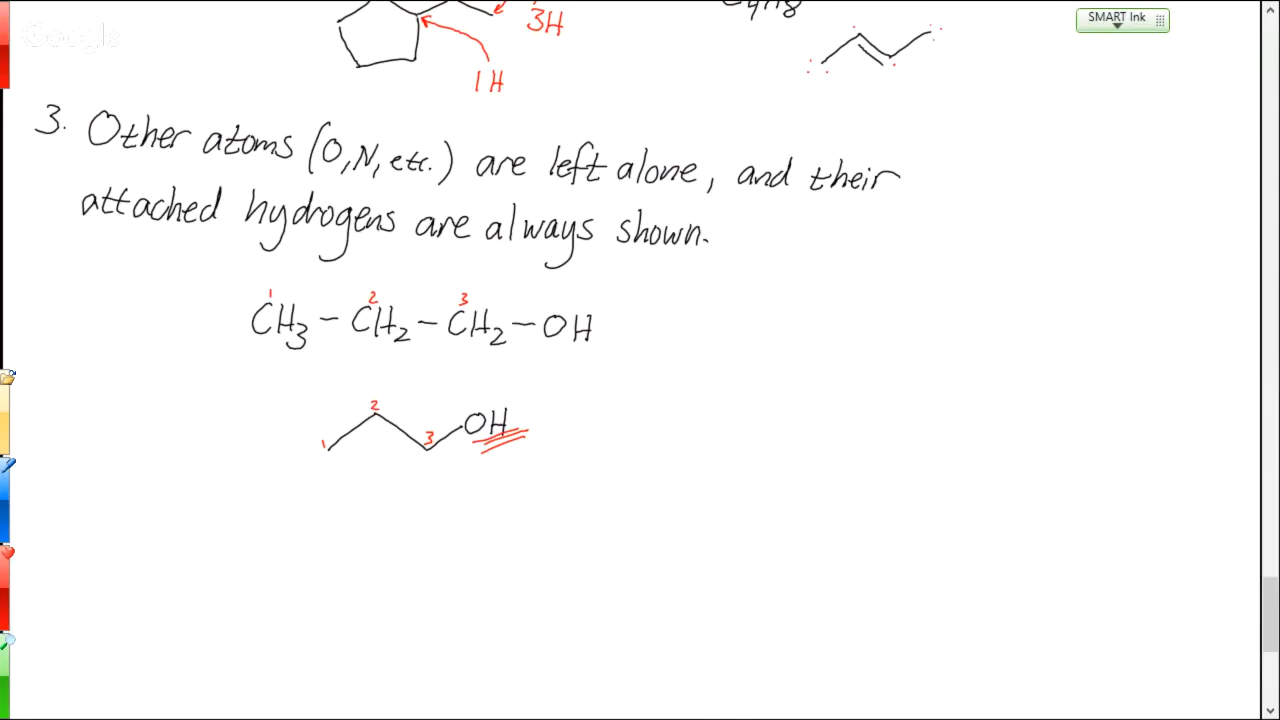 3H
SMART Ink
Google
1H
3. Other atoms (O, N, etc.) are left alone, and their
attached hydrogens are always shown.
1 2 3
CH3 - CH2 - CH2 - OH
1 2 3 OH